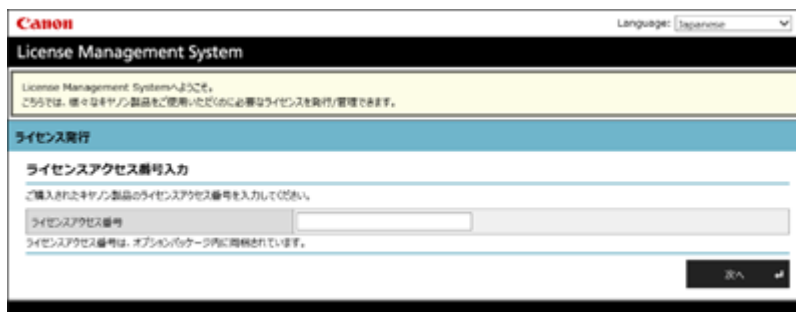 Canon
Language: Japanese
License Management System
License Management Systemへようこそ。
こちらでは、様々なキヤノン製品をご使用いただくのに必要なライセンスを発行/管理できます。
ライセンス発行
ライセンスアクセス番号入力
ご購入されたキヤノン製品のライセンスアクセス番号を入力してください。
ライセンスアクセス番号
ライセンスアクセス番号は、オプションパッケージ内に同梱されています。
次へ